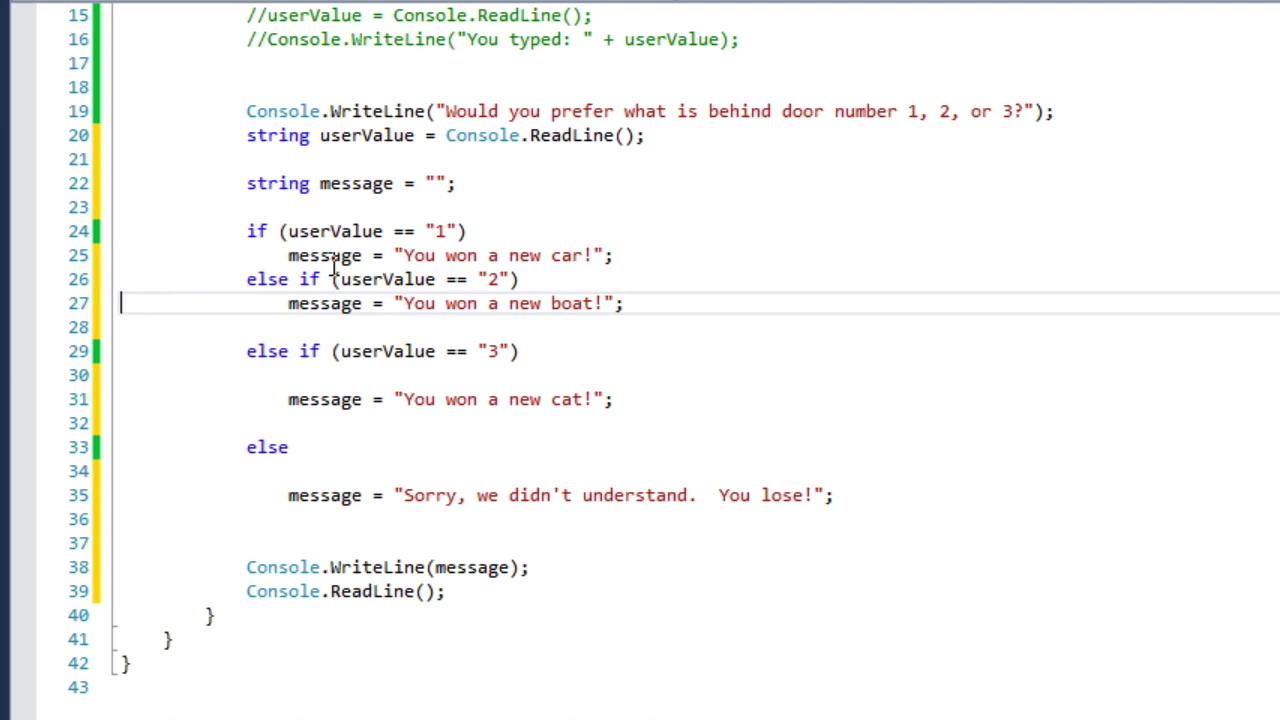 15 //userValue = Console.ReadLine();
16 //Console.WriteLine("You typed: " + userValue);
17
18
19 Console.WriteLine("Would you prefer what is behind door number 1, 2, or 3?");
20 string userValue = Console.ReadLine();
21
22 string message = "";
23
24 if (userValue == "1")
25 message = "You won a new car!";
26 else if (userValue == "2")
27 message = "You won a new boat!";
28
29 else if (userValue == "3")
30
31 message = "You won a new cat!";
32
33 else
34
35 message = "Sorry, we didn't understand.  You lose!";
36
37
38 Console.WriteLine(message);
39 Console.ReadLine();
40 }
41 }
42 }
43